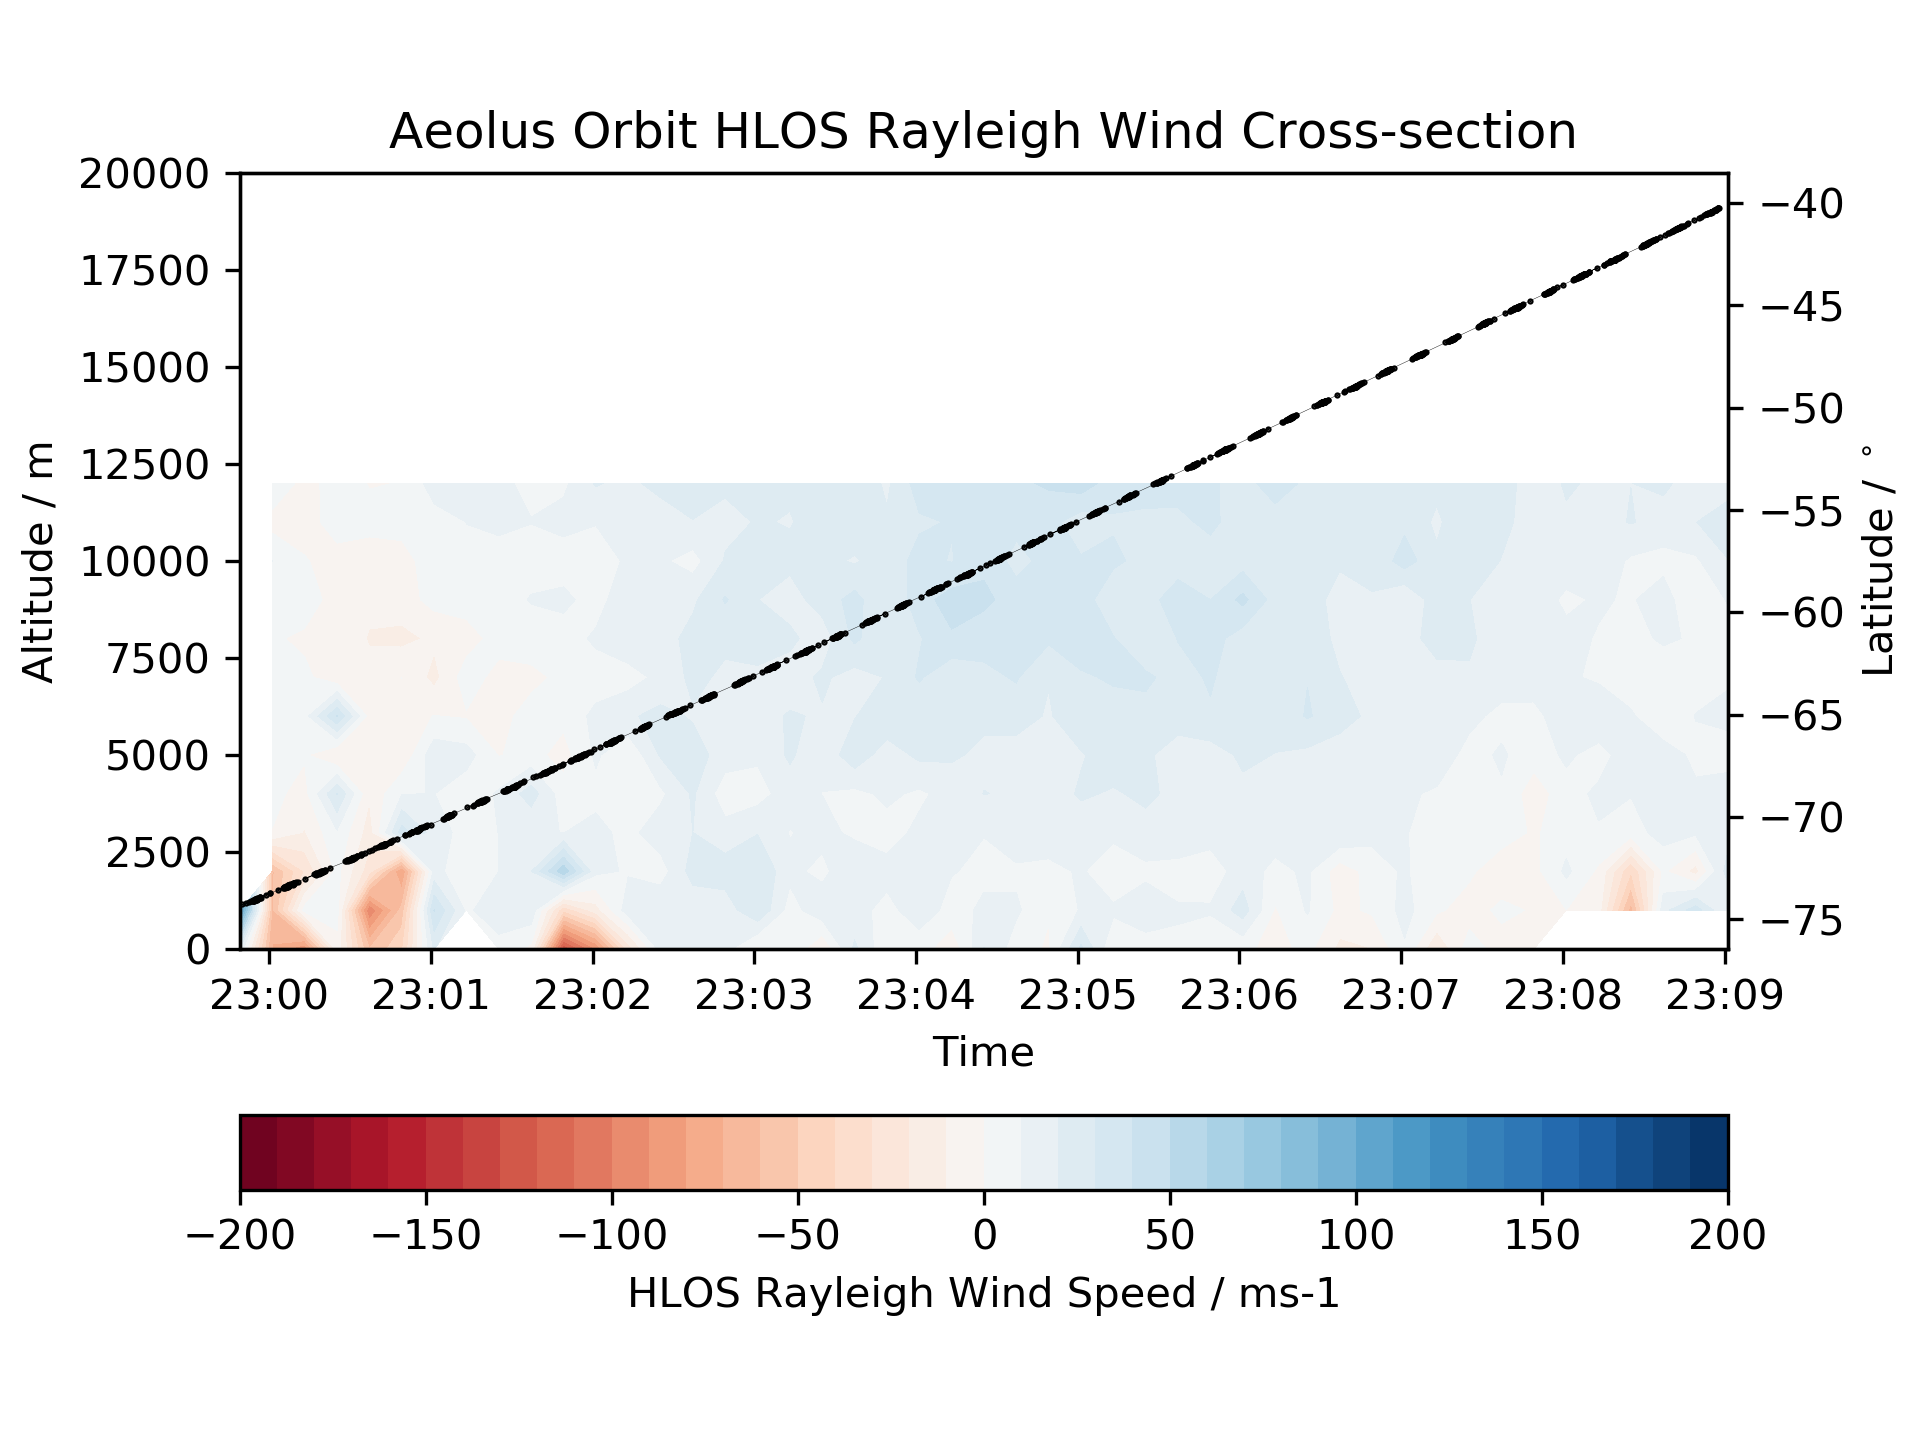 Aeolus Orbit HLOS Rayleigh Wind Cross-section
20000
17500
15000
12500
10000
7500
5000
2500
0
Altitude / m
−40
−45
−50
−55
−60
−65
−70
−75
Latitude / °
23:00 23:01 23:02 23:03 23:04 23:05 23:06 23:07 23:08 23:09
Time
−200 −150 −100 −50 0 50 100 150 200
HLOS Rayleigh Wind Speed / ms-1